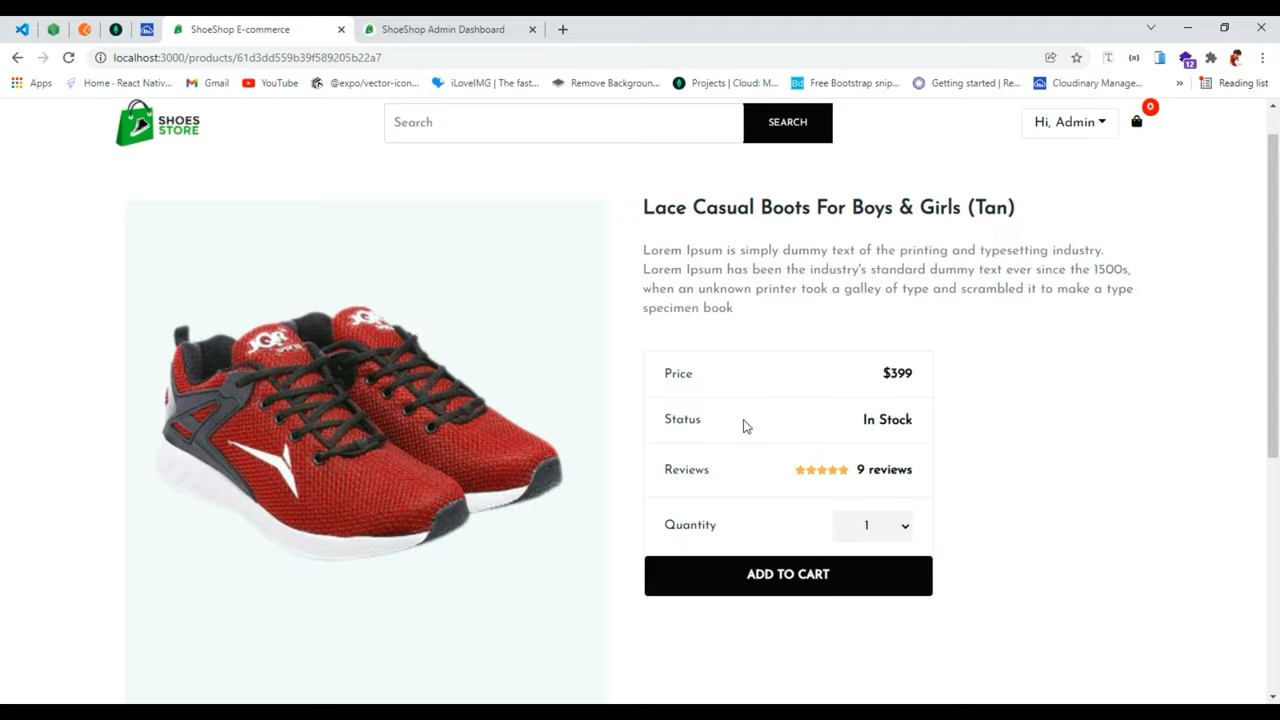 ShoeShop E-commerce
ShoeShop Admin Dashboard
localhost:3000/products/61d3dd559b39f589205b22a7
12
Apps
Home - React Nativ...
Gmail
YouTube
@expo/vector-icon...
iLoveIMG | The fast...
Remove Backgroun...
Projects | Cloud: M...
Bd
Free Bootstrap snip...
Getting started | Re...
Cloudinary Manage...
»
Reading list
SHOES
STORE
Search
SEARCH
Hi, Admin
0
Lace Casual Boots For Boys & Girls (Tan)
Lorem Ipsum is simply dummy text of the printing and typesetting industry.
Lorem Ipsum has been the industry's standard dummy text ever since the 1500s,
when an unknown printer took a galley of type and scrambled it to make a type
specimen book
Price $399
Status In Stock
Reviews 9 reviews
Quantity 1
ADD TO CART